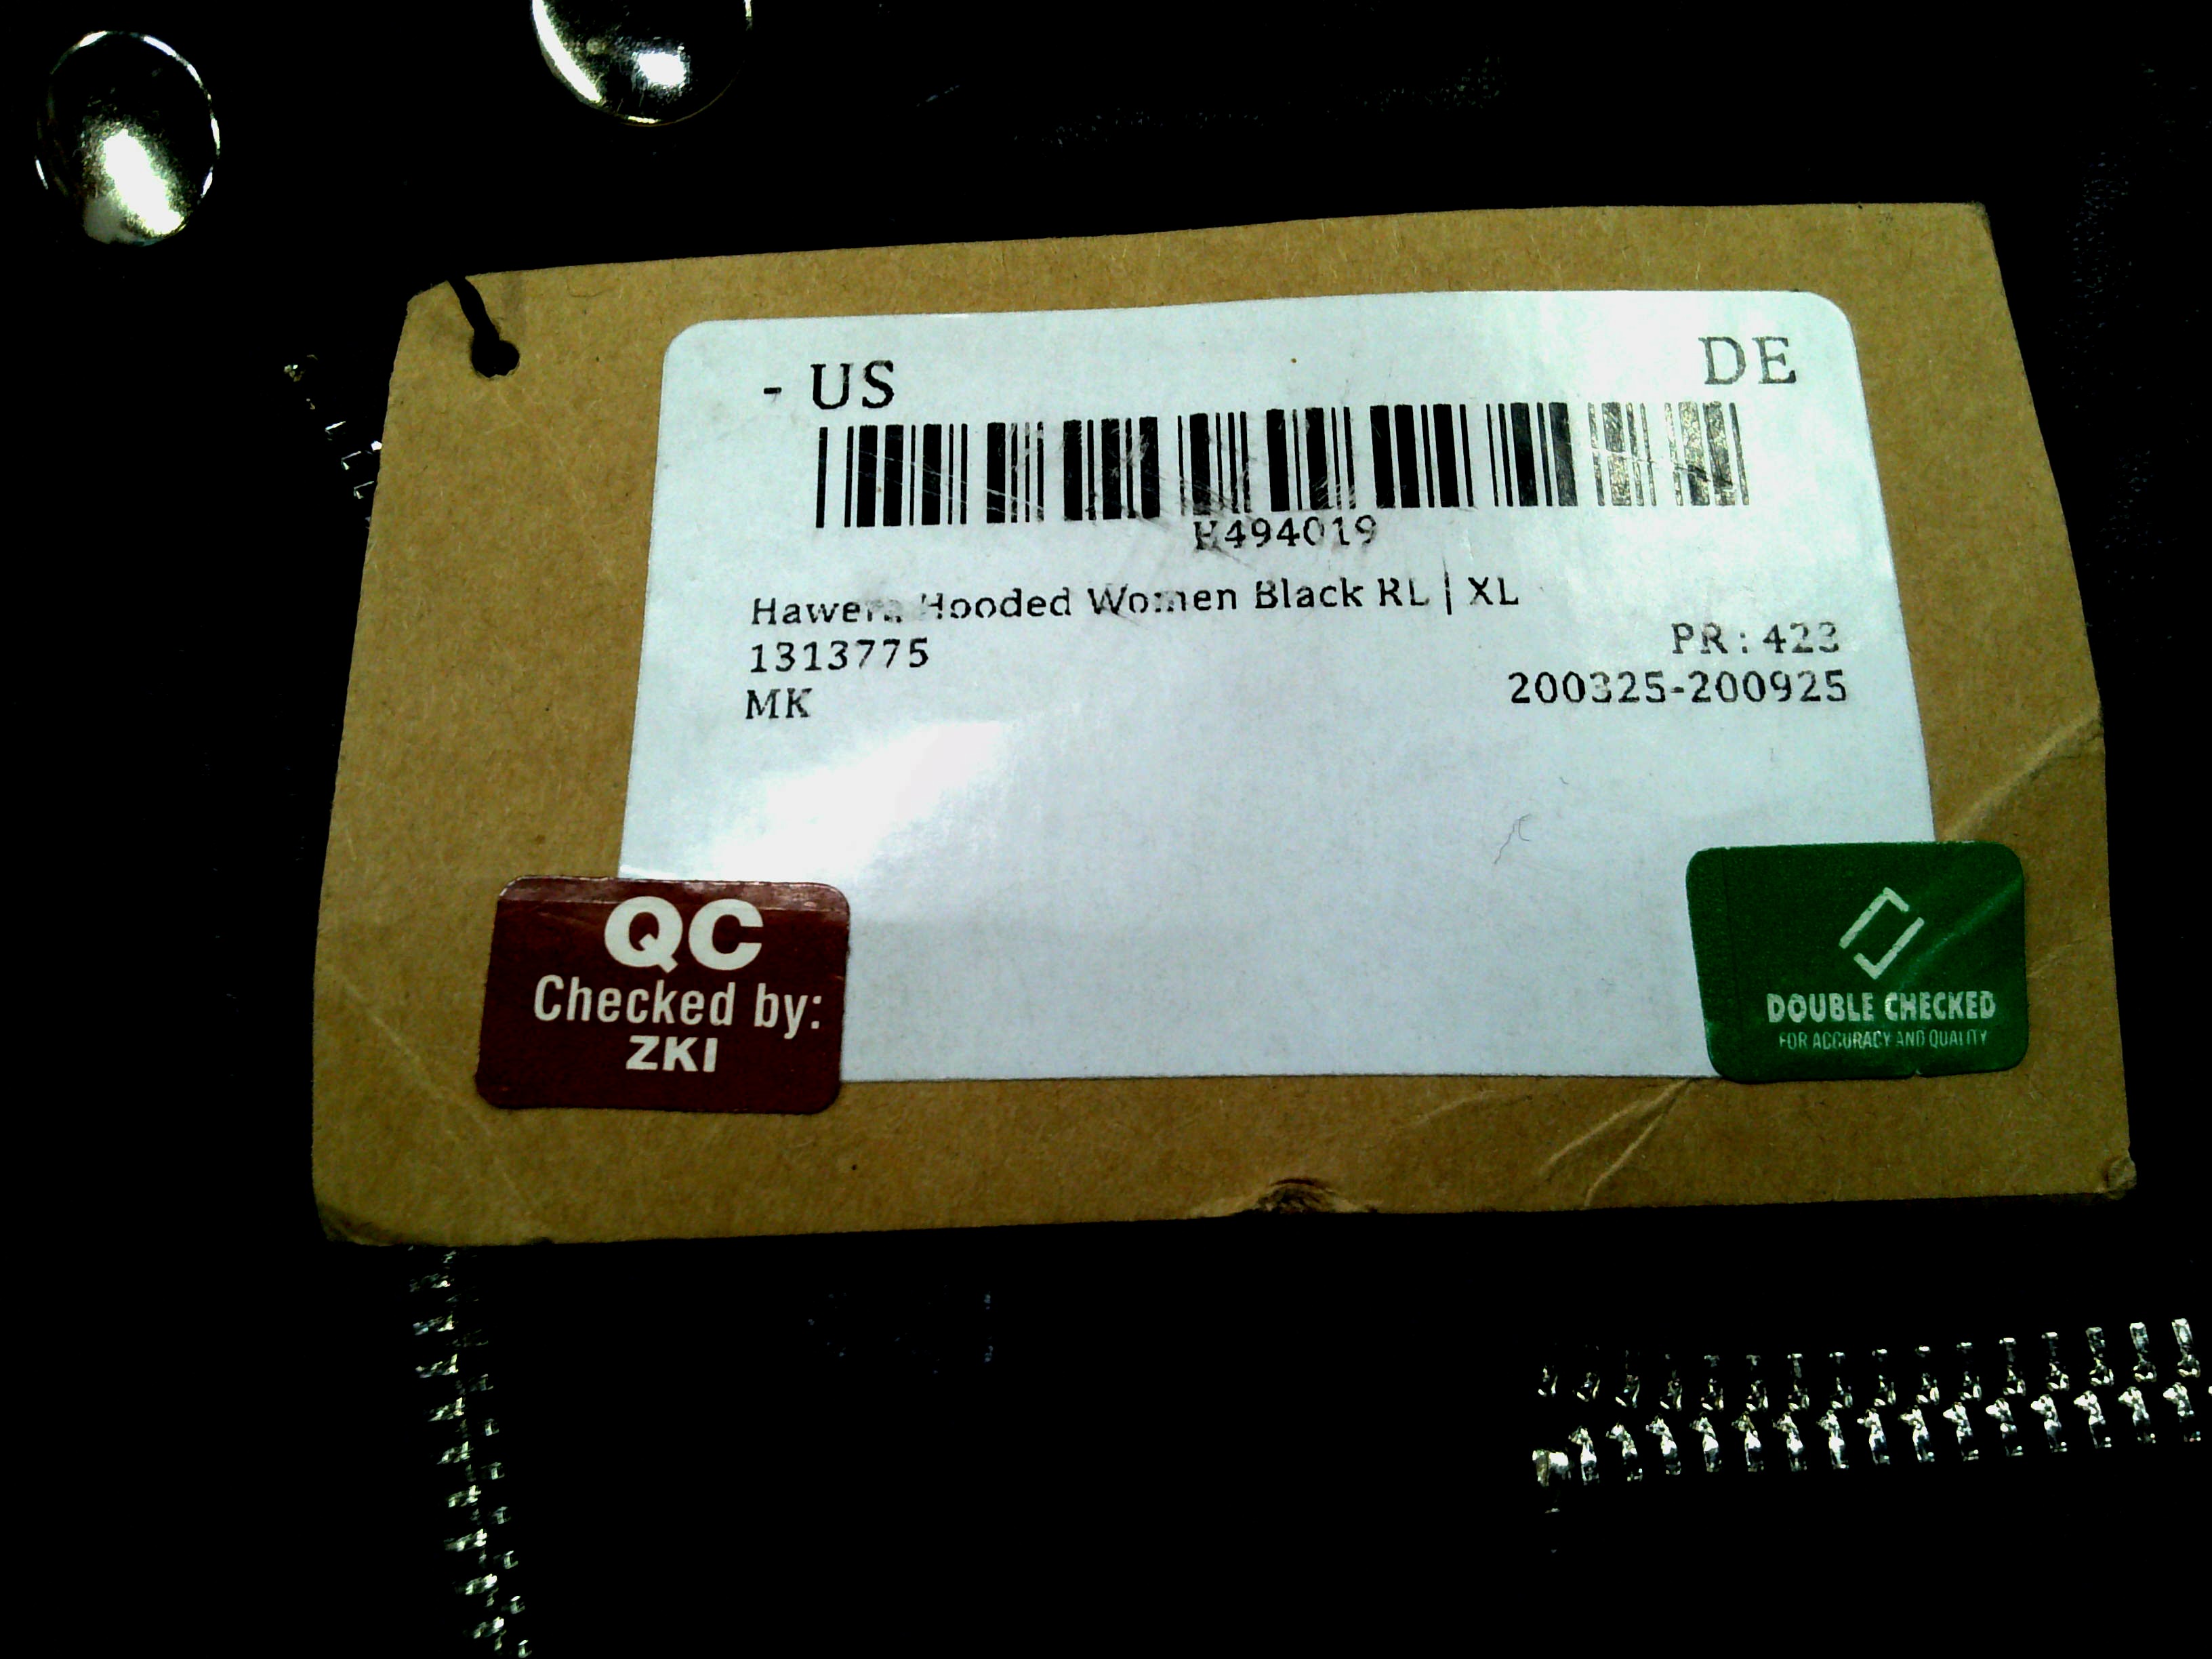 - US DE
H494019
Hooded Women Black RL | XL
1313775
PR: 423
MK
200325-200925
QC
Checked by:
ZKI
DOUBLE CHECKED
FOR ACCURACY AND QUALITY